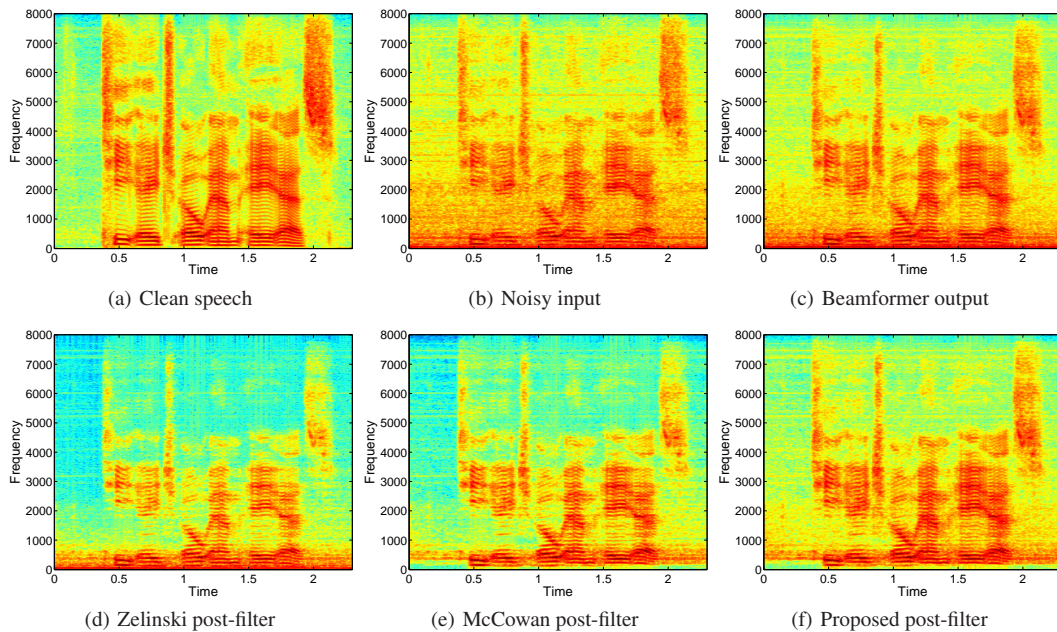 8000
7000
6000
5000
4000
3000
2000
1000
0
Frequency
0 0.5 1 1.5 2
Time
(a) Clean speech
8000
7000
6000
5000
4000
3000
2000
1000
0
Frequency
0 0.5 1 1.5 2
Time
(b) Noisy input
8000
7000
6000
5000
4000
3000
2000
1000
0
Frequency
0 0.5 1 1.5 2
Time
(c) Beamformer output
8000
7000
6000
5000
4000
3000
2000
1000
0
Frequency
0 0.5 1 1.5 2
Time
(d) Zelinski post-filter
8000
7000
6000
5000
4000
3000
2000
1000
0
Frequency
0 0.5 1 1.5 2
Time
(e) McCowan post-filter
8000
7000
6000
5000
4000
3000
2000
1000
0
Frequency
0 0.5 1 1.5 2
Time
(f) Proposed post-filter